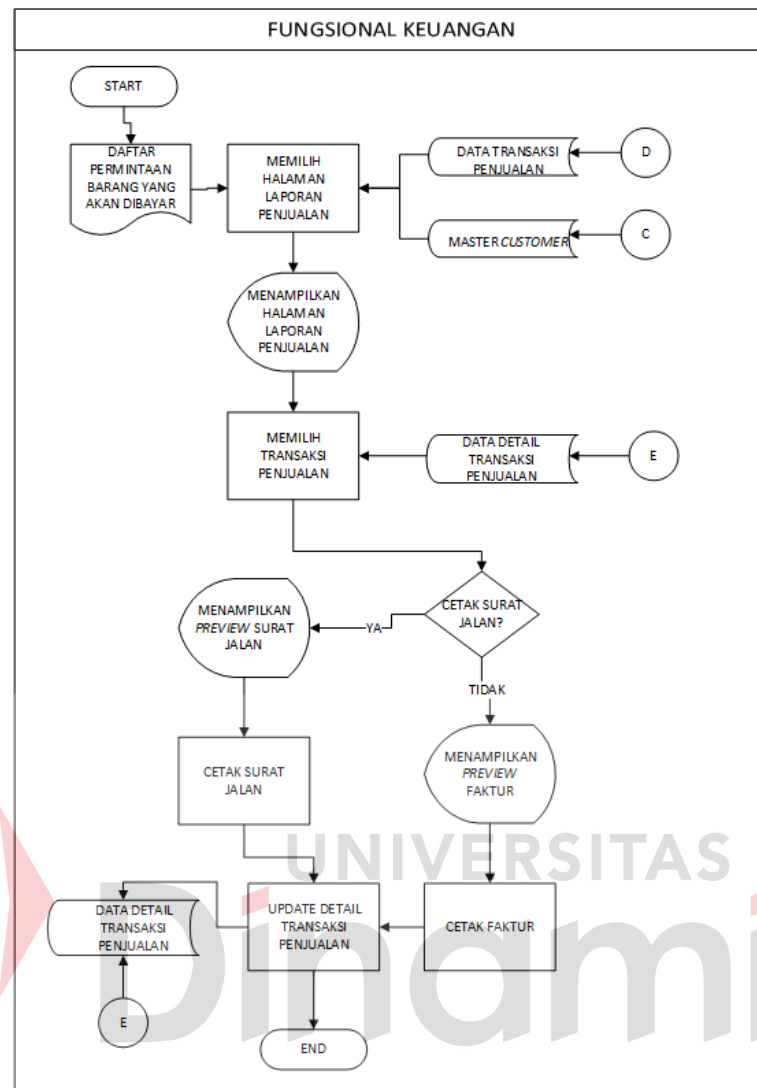 FUNGSIONAL KEUANGAN
START
DAFTAR
PERMINTAAN
BARANG YANG
AKAN DIBAYAR
MEMILIH
HALAMAN
LAPORAN
PENJUALAN
DATA TRANSAKSI
PENJUALAN
D
MASTER CUSTOMER
C
MENAMPILKAN
HALAMAN
LAPORAN
PENJUALAN
MEMILIH
TRANSAKSI
PENJUALAN
DATA DETAIL
TRANSAKSI
PENJUALAN
E
CETAK SURAT
JALAN?
YA
MENAMPILKAN
PREVIEW SURAT
JALAN
TIDAK
CETAK SURAT
JALAN
MENAMPILKAN
PREVIEW
FAKTUR
UNIVERSITAS
Dinami
DATA DETAIL
TRANSAKSI
PENJUALAN
UPDATE DETAIL
TRANSAKSI
PENJUALAN
CETAK FAKTUR
E
END